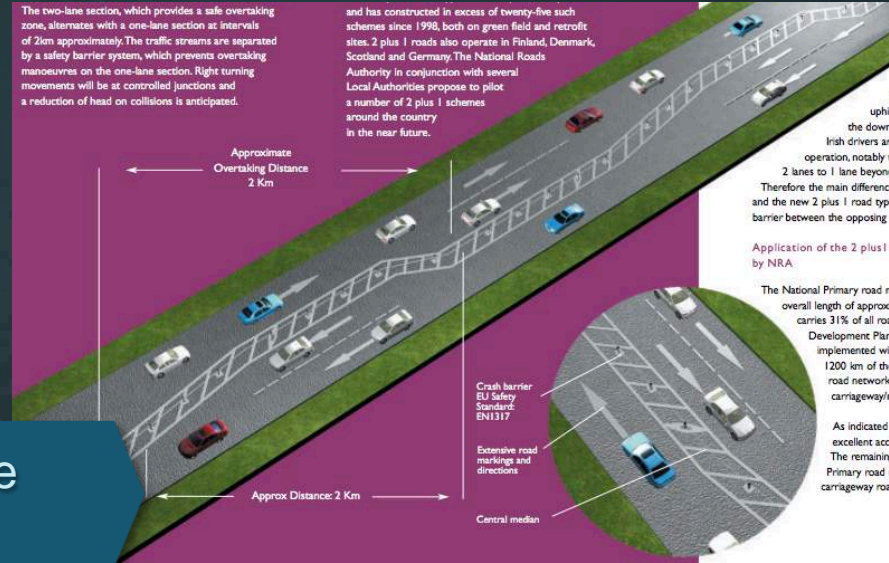 The two-lane section, which provides a safe overtaking
zone, alternates with a one-lane section at intervals
of 2km approximately. The traffic streams are separated
by a safety barrier system, which prevents overtaking
manoeuvres on the one-lane section. Right turning
movements will be at controlled junctions and
a reduction of head on collisions is anticipated.
and has constructed in excess of twenty-five such
schemes since 1998, both on green field and retrofit
sites. 2 plus 1 roads also operate in Finland, Denmark,
Scotland and Germany. The National Roads
Authority in conjunction with several
Local Authorities propose to pilot
a number of 2 plus 1 schemes
around the country
in the near future.
Approximate
Overtaking Distance
2 Km
Approx Distance: 2 Km
Crash barrier
EU Safety
Standard:
EN1317
Extensive road
markings and
directions
Central median
the down
Irish drivers
operation, notably
2 lanes to 1 lane beyon
Therefore the main differenc
and the new 2 plus 1 road typ
barrier between the opposing
Application of the 2 plus1
by NRA
The National Primary road
overall length of approx
carries 31% of all roa
Development Plan
implemented wi
1200 km of the
road network
carriageway/
As indicated
excellent acc
The remaining
Primary road
carriageway roa
e